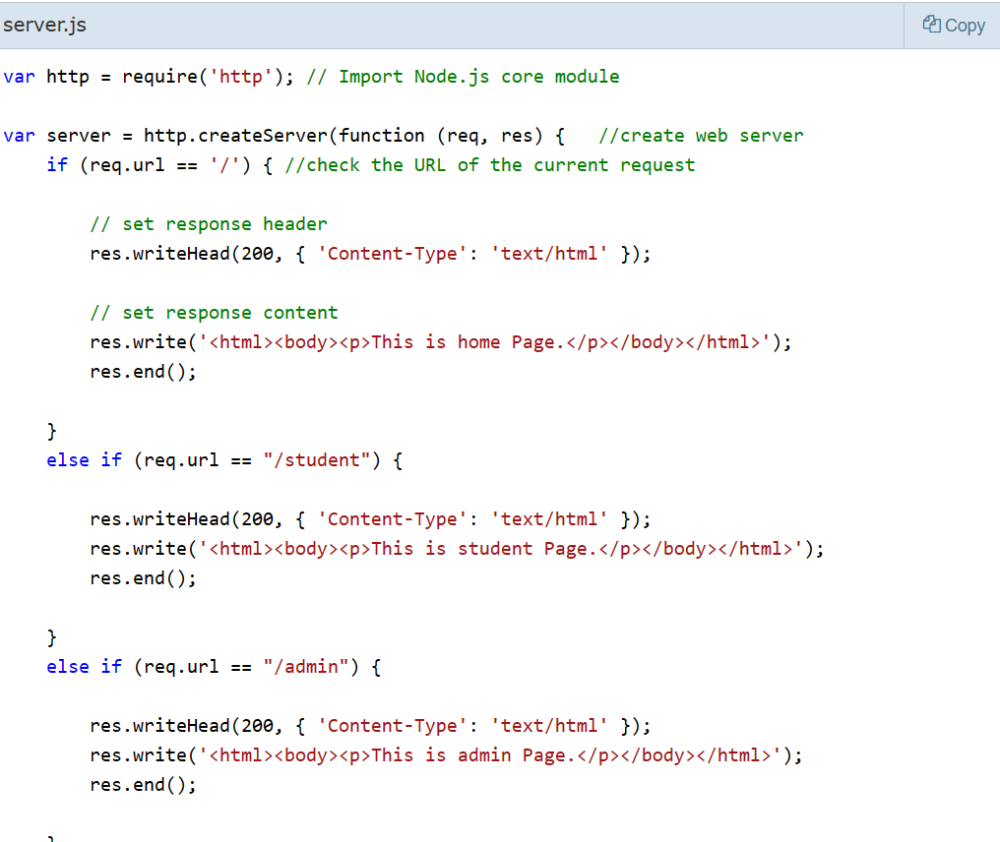 server.js
Copy
var http = require('http'); // Import Node.js core module
var server = http.createServer(function (req, res) {   //create web server
    if (req.url == '/') { //check the URL of the current request
        // set response header
        res.writeHead(200, { 'Content-Type': 'text/html' });
        // set response content
        res.write('<html><body><p>This is home Page.</p></body></html>');
        res.end();
    }
    else if (req.url == "/student") {
        res.writeHead(200, { 'Content-Type': 'text/html' });
        res.write('<html><body><p>This is student Page.</p></body></html>');
        res.end();
    }
    else if (req.url == "/admin") {
        res.writeHead(200, { 'Content-Type': 'text/html' });
        res.write('<html><body><p>This is admin Page.</p></body></html>');
        res.end();
    }